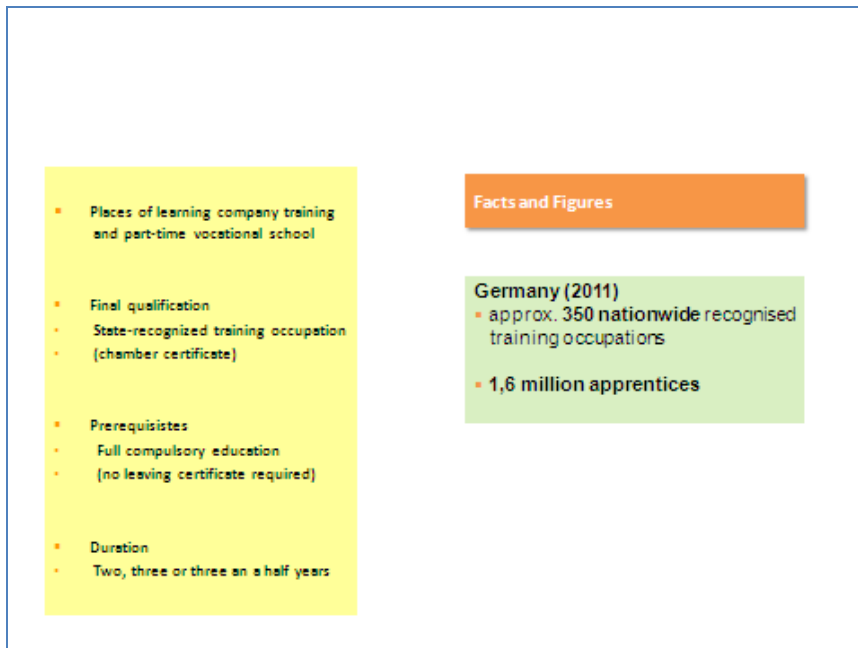 ▪ Places of learning company training
and part-time vocational school
▪ Final qualification
• State-recognized training occupation
• (chamber certificate)
▪ Prerequisistes
• Full compulsory education
• (no leaving certificate required)
▪ Duration
• Two, three or three an a half years
Facts and Figures
Germany (2011)
▪ approx. 350 nationwide recognised
training occupations
▪ 1,6 million apprentices